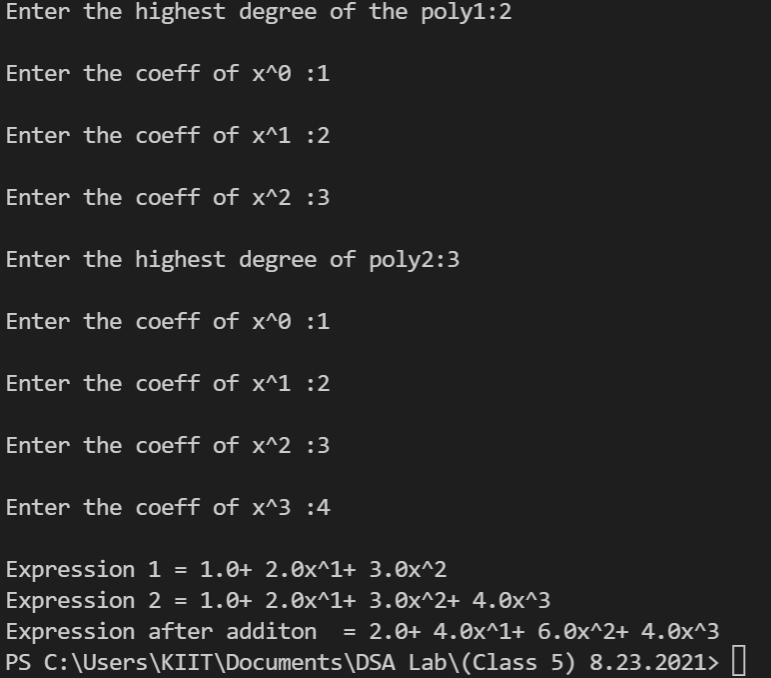 Enter the highest degree of the poly1:2
Enter the coeff of x^0 :1
Enter the coeff of x^1 :2
Enter the coeff of x^2 :3
Enter the highest degree of poly2:3
Enter the coeff of x^0 :1
Enter the coeff of x^1 :2
Enter the coeff of x^2 :3
Enter the coeff of x^3 :4
Expression 1 = 1.0+ 2.0x^1+ 3.0x^2
Expression 2 = 1.0+ 2.0x^1+ 3.0x^2+ 4.0x^3
Expression after additon  = 2.0+ 4.0x^1+ 6.0x^2+ 4.0x^3
PS C:\Users\KIIT\Documents\DSA Lab\(Class 5) 8.23.2021>